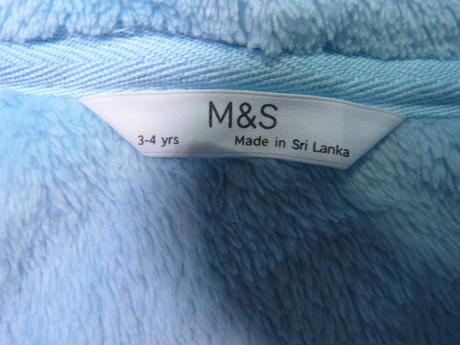 M&S
3-4 yrs Made in Sri Lanka